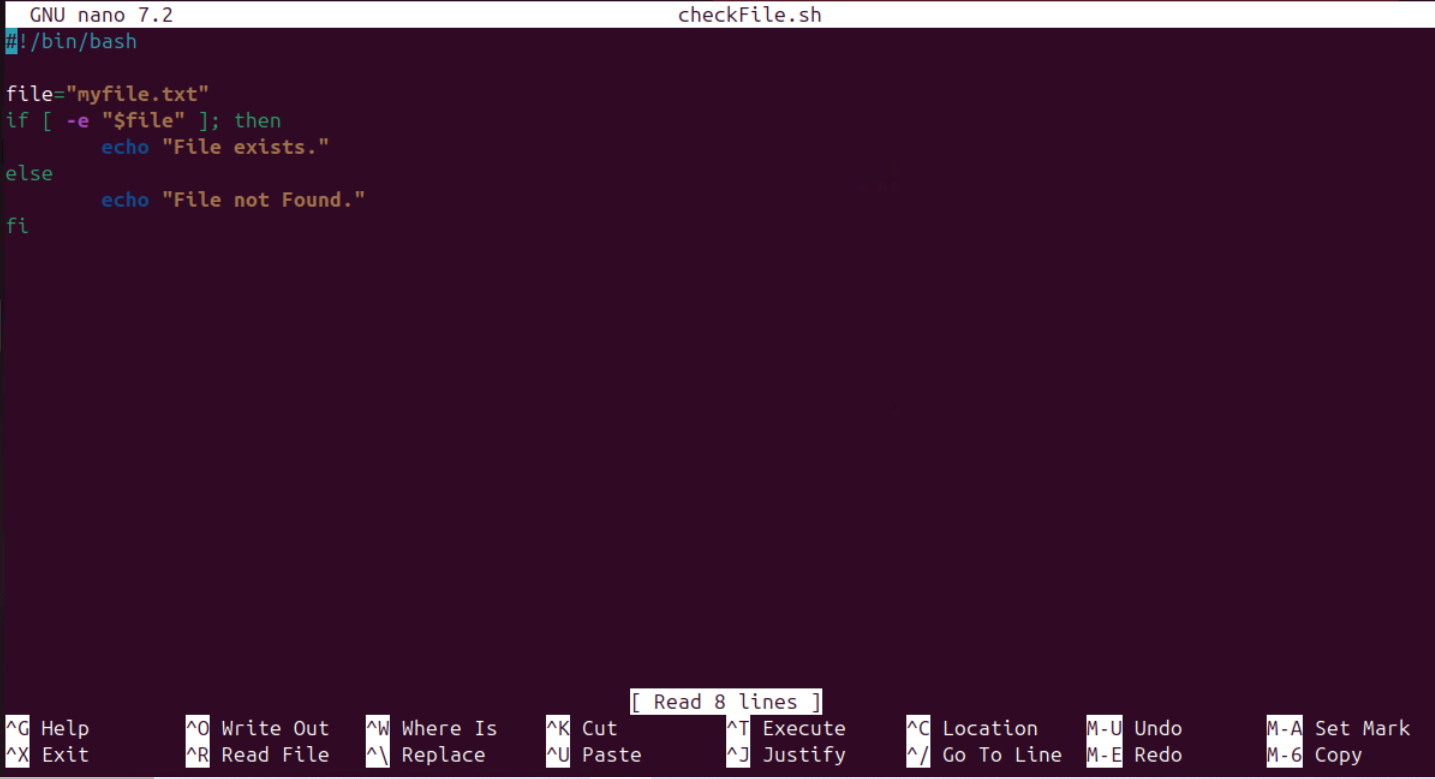 GNU nano 7.2 checkFile.sh
#!/bin/bash
file="myfile.txt"
if [ -e "$file" ]; then
echo "File exists."
else
echo "File not Found."
fi
[ Read 8 lines ]
^G Help ^O Write Out ^W Where Is ^K Cut ^T Execute ^C Location M-U Undo M-A Set Mark
^X Exit ^R Read File ^\ Replace ^U Paste ^J Justify ^/ Go To Line M-E Redo M-6 Copy